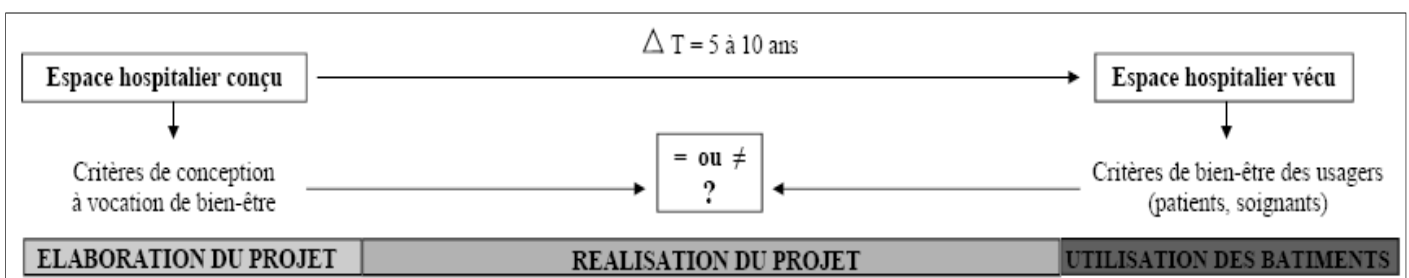 Δ T = 5 à 10 ans
Espace hospitalier conçu
Espace hospitalier vécu
= ou ≠
?
Critères de conception
à vocation de bien-être
Critères de bien-être des usagers
(patients, soignants)
ELABORATION DU PROJET
REALISATION DU PROJET
UTILISATION DES BATIMENTS